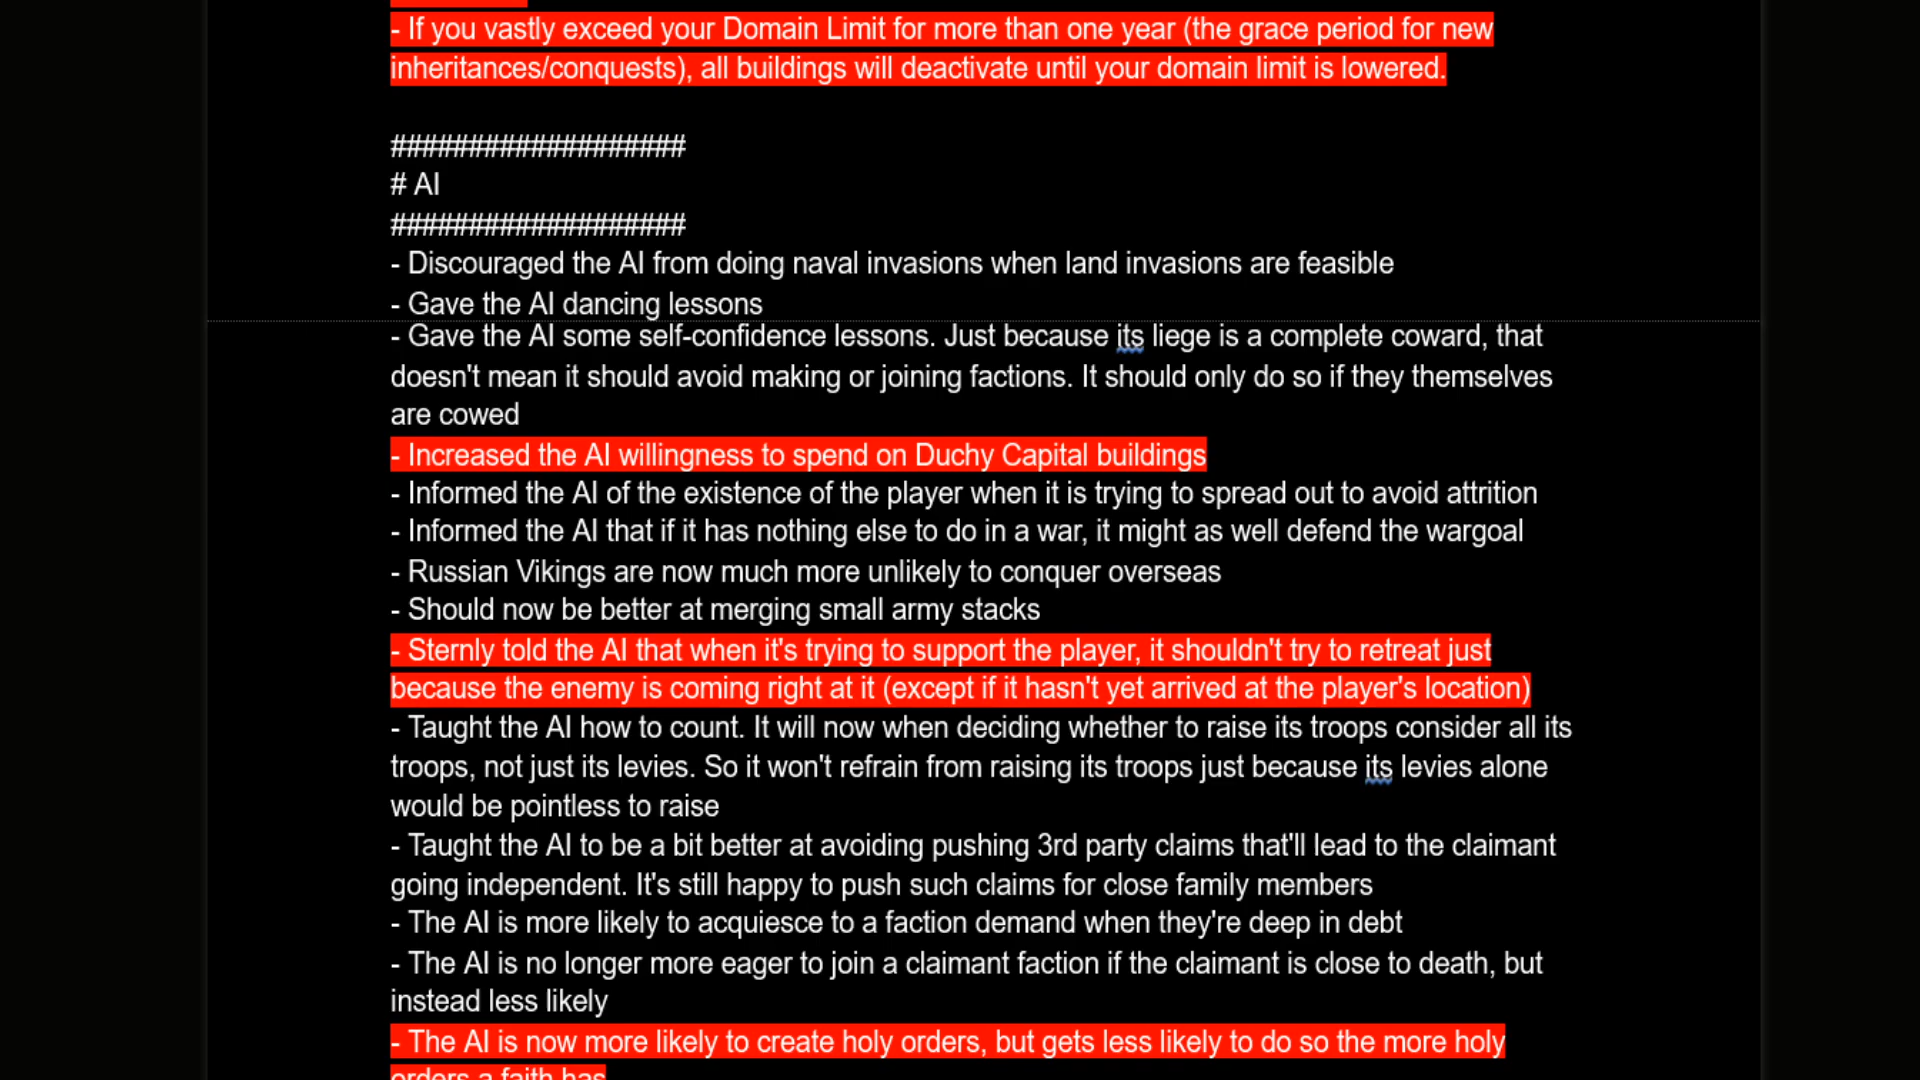 - If you vastly exceed your Domain Limit for more than one year (the grace period for new
inheritances/conquests), all buildings will deactivate until your domain limit is lowered.
###################
# AI
###################
- Discouraged the AI from doing naval invasions when land invasions are feasible
- Gave the AI dancing lessons
- Gave the AI some self-confidence lessons. Just because its liege is a complete coward, that
doesn't mean it should avoid making or joining factions. It should only do so if they themselves
are cowed
- Increased the AI willingness to spend on Duchy Capital buildings
- Informed the AI of the existence of the player when it is trying to spread out to avoid attrition
- Informed the AI that if it has nothing else to do in a war, it might as well defend the wargoal
- Russian Vikings are now much more unlikely to conquer overseas
- Should now be better at merging small army stacks
- Sternly told the AI that when it's trying to support the player, it shouldn't try to retreat just
because the enemy is coming right at it (except if it hasn't yet arrived at the player's location)
- Taught the AI how to count. It will now when deciding whether to raise its troops consider all its
troops, not just its levies. So it won't refrain from raising its troops just because its levies alone
would be pointless to raise
- Taught the AI to be a bit better at avoiding pushing 3rd party claims that'll lead to the claimant
going independent. It's still happy to push such claims for close family members
- The AI is more likely to acquiesce to a faction demand when they're deep in debt
- The AI is no longer more eager to join a claimant faction if the claimant is close to death, but
instead less likely
- The AI is now more likely to create holy orders, but gets less likely to do so the more holy
orders a faith has